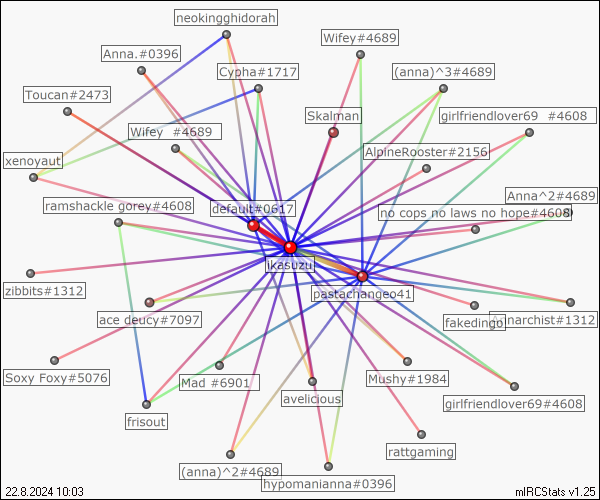 neokingghidorah
Wifey#4689
Anna.#0396
Cypha#1717
(anna)^3#4689
Toucan#2473
Skalman
girlfriendlover69 #4608
Wifey #4689
AlpineRooster#2156
xenoyaut
Anna^2#4689
ramshackle gorey#4608
default#0617
no cops no laws no hope#4608
ikasuzu
pastachangeo41
zibbits#1312
ace deucy#7097
fakedingo
narchist#1312
Soxy Foxy#5076
Mad #6901
Mushy#1984
avelicious
girlfriendlover69#4608
frisout
rattgaming
(anna)^2#4689
hypomanianna#0396
22.8.2024 10:03
mIRCStats v1.25